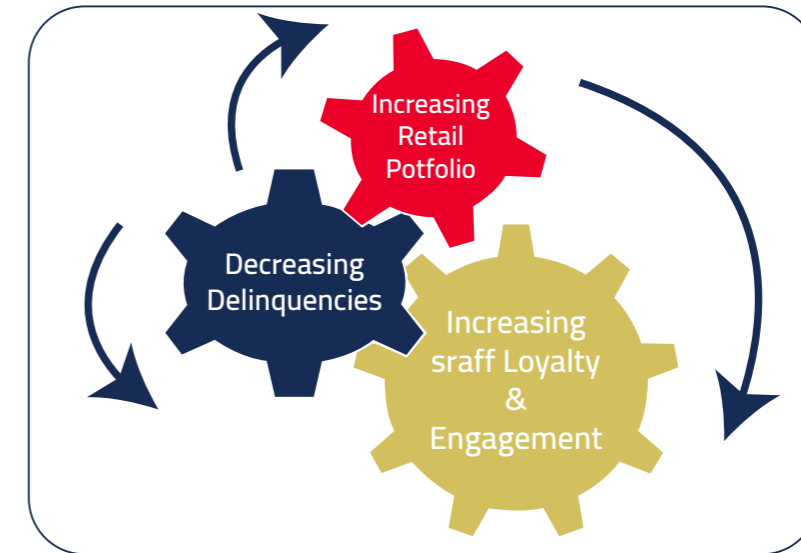 Increasing
Retail
Potfolio
Decreasing
Delinquencies
Increasing
sraff Loyalty
&
Engagement